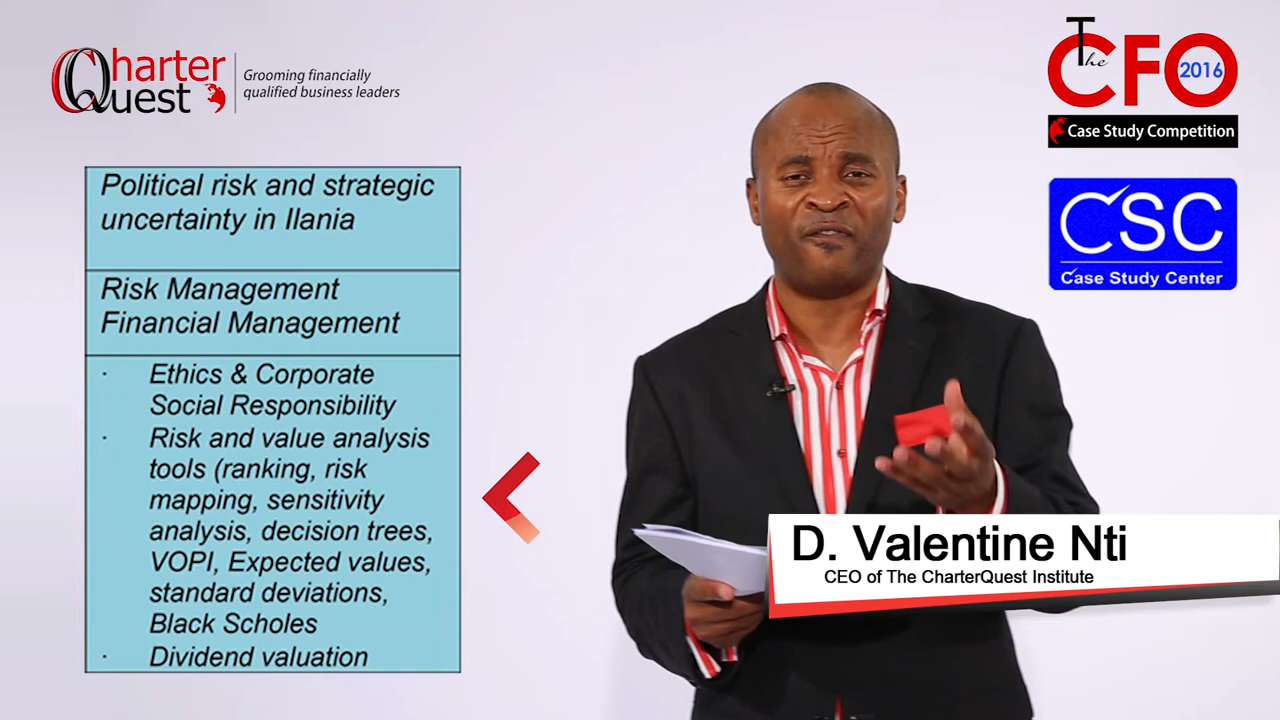 Charter
Quest
Grooming financially
qualified business leaders
The
CFO
2016
Case Study Competition
CSC
Case Study Center
Political risk and strategic
uncertainty in Ilania
Risk Management
Financial Management
· Ethics & Corporate
Social Responsibility
· Risk and value analysis
tools (ranking, risk
mapping, sensitivity
analysis, decision trees,
VOPI, Expected values,
standard deviations,
Black Scholes
· Dividend valuation
D. Valentine Nti
CEO of The CharterQuest Institute